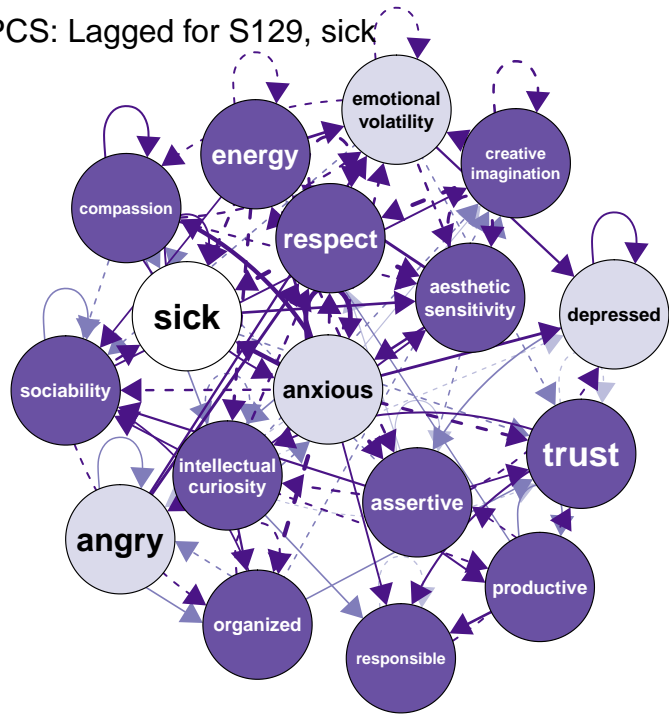 PCS: Lagged for S129, sick
emotional
volatility
energy
creative
imagination
compassion
respect
aesthetic
sensitivity
sick
depressed
anxious
sociability
trust
intellectual
curiosity
assertive
angry
productive
organized
responsible